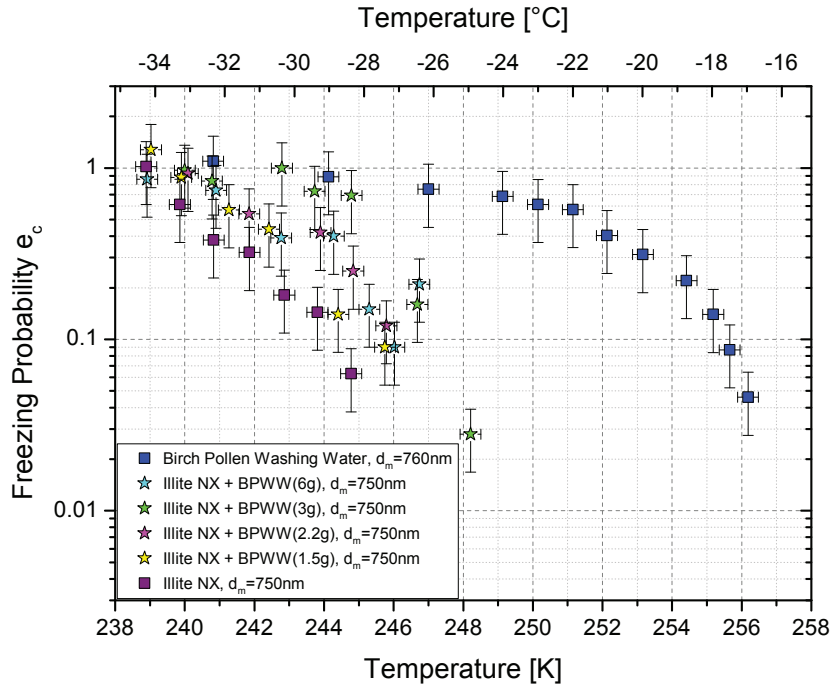 Temperature [°C]
-34 -32 -30 -28 -26 -24 -22 -20 -18 -16
Freezing Probability e_c
1
0.1
0.01
Birch Pollen Washing Water, d_m=760nm
Illite NX + BPWW(6g), d_m=750nm
Illite NX + BPWW(3g), d_m=750nm
Illite NX + BPWW(2.2g), d_m=750nm
Illite NX + BPWW(1.5g), d_m=750nm
Illite NX, d_m=750nm
238 240 242 244 246 248 250 252 254 256 258
Temperature [K]